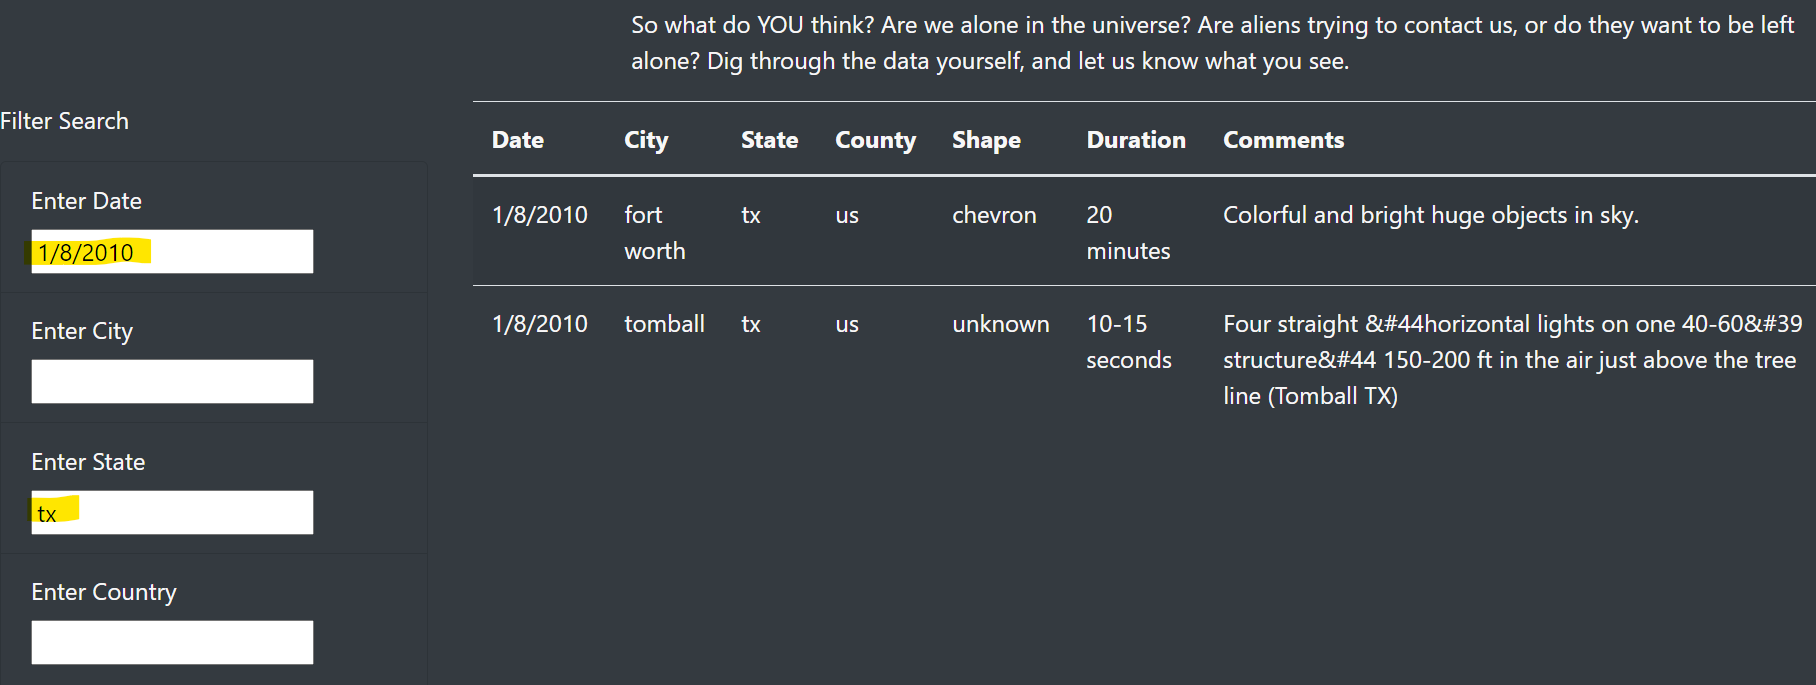 So what do YOU think? Are we alone in the universe? Are aliens trying to contact us, or do they want to be left
alone? Dig through the data yourself, and let us know what you see.
Filter Search
Enter Date
1/8/2010
Enter City
Enter State
tx
Enter Country
Date City State County Shape Duration Comments
1/8/2010 fort tx us chevron 20 Colorful and bright huge objects in sky.
worth minutes
1/8/2010 tomball tx us unknown 10-15 Four straight &#44horizontal lights on one 40-60&#39
seconds structure&#44 150-200 ft in the air just above the tree
line (Tomball TX)